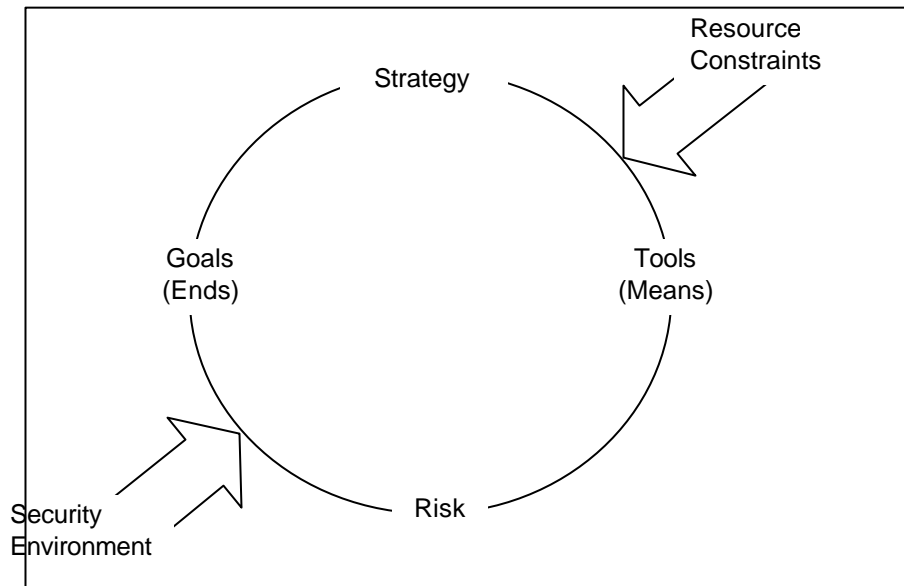 Resource
Constraints
Strategy
Goals
(Ends)
Tools
(Means)
Risk
Security
Environment